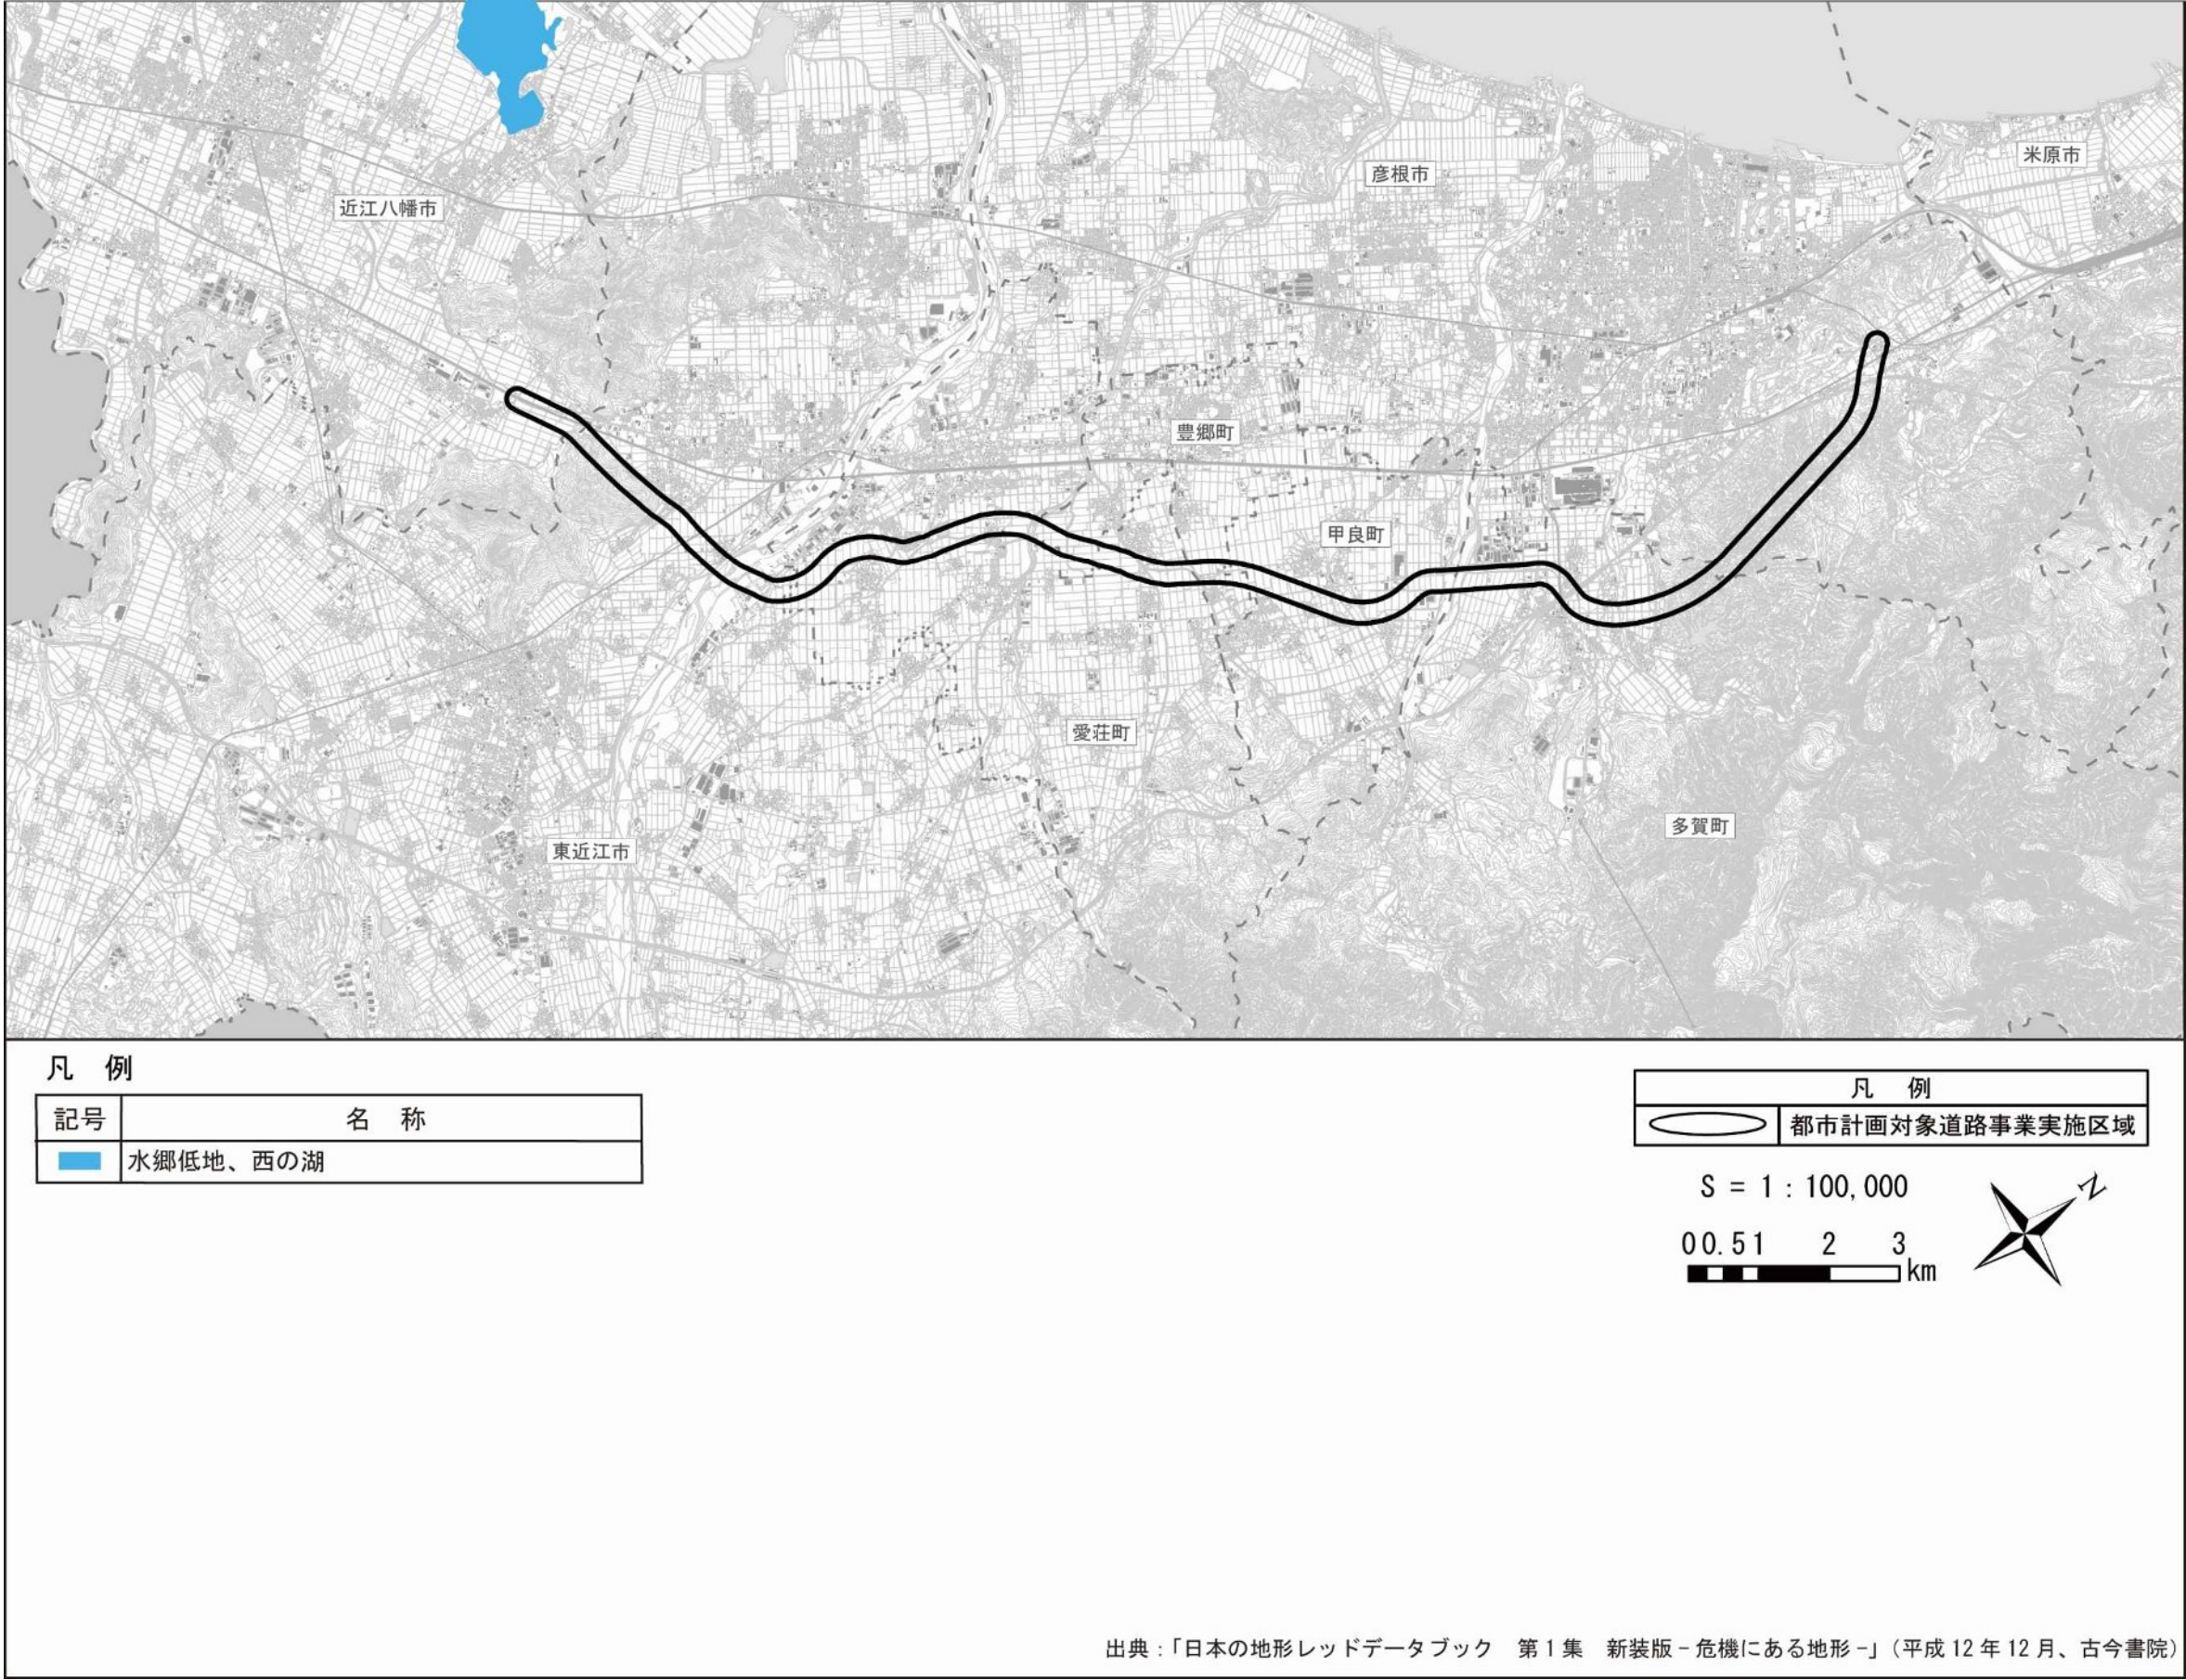 米原市
彦根市
近江八幡市
豊郷町
甲良町
愛荘町
多賀町
東近江市
凡 例
記号 名 称
水郷低地、西の湖
凡 例
都市計画対象道路事業実施区域
S = 1 : 100,000
0 0.5 1 2 3
km
N
出典:「日本の地形レッドデータブック 第1集 新装版-危機にある地形-」(平成12年12月、古今書院)